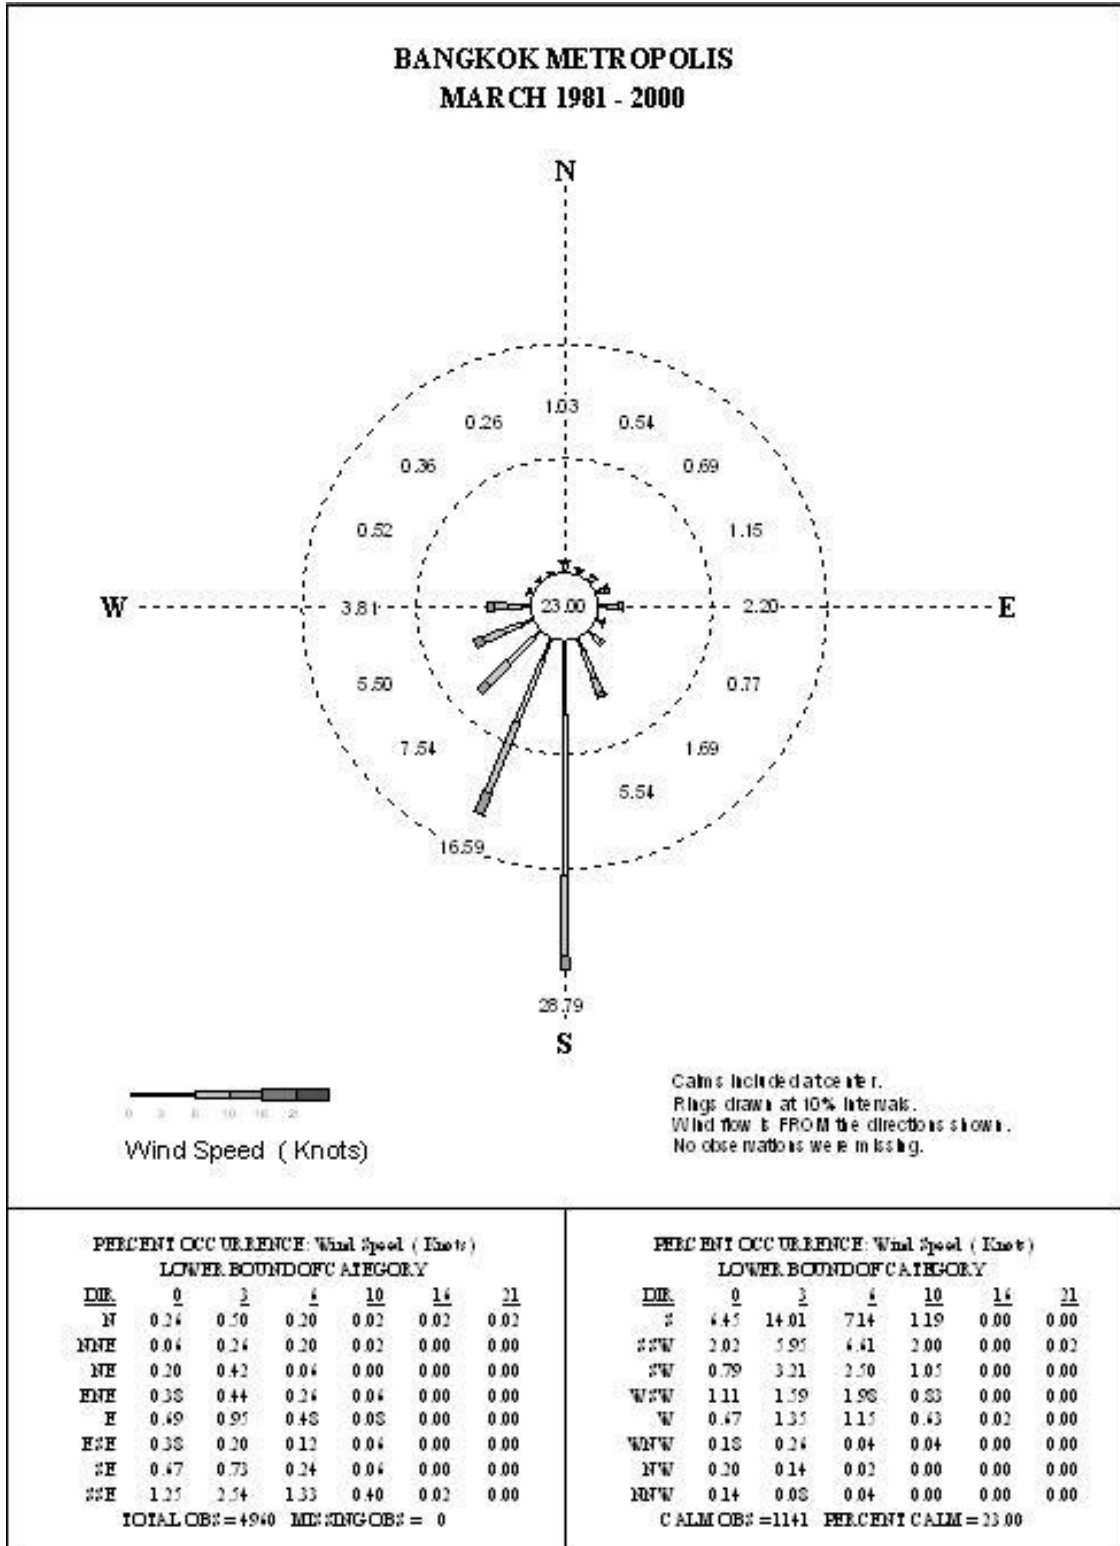 BANGKOK METROPOLIS
MARCH 1981 - 2000
N
1.03
0.26 0.54
0.36 0.69
0.52 1.15
W 3.81 23.00 2.20 E
5.50 0.77
7.54 1.69
5.54
16.59
28.79
S
Calms included at center.
Rings drawn at 10% intervals.
Wind flow is FROM the directions shown.
No observations were missing.
0 3 6 10 16 21
Wind Speed ( Knots)
PERCENT OCCURRENCE: Wind Speed ( Knots)
LOWER BOUND OF CATEGORY
DIR 0 3 6 10 16 21
N 0.26 0.50 0.20 0.02 0.02 0.02
NNE 0.06 0.26 0.20 0.02 0.00 0.00
NE 0.20 0.42 0.06 0.00 0.00 0.00
ENE 0.38 0.44 0.26 0.06 0.00 0.00
E 0.69 0.95 0.48 0.08 0.00 0.00
ESE 0.38 0.20 0.12 0.06 0.00 0.00
SE 0.67 0.73 0.24 0.06 0.00 0.00
SSE 1.25 2.54 1.33 0.40 0.02 0.00
TOTAL OBS = 4960 MISSING OBS = 0
PERCENT OCCURRENCE: Wind Speed ( Knots)
LOWER BOUND OF CATEGORY
DIR 0 3 6 10 16 21
S 6.45 14.01 7.14 1.19 0.00 0.00
SSW 2.02 5.95 6.61 2.00 0.00 0.02
SW 0.79 3.21 2.50 1.05 0.00 0.00
WSW 1.11 1.59 1.98 0.83 0.00 0.00
W 0.67 1.35 1.15 0.63 0.02 0.00
WNW 0.18 0.26 0.04 0.04 0.00 0.00
NW 0.20 0.14 0.02 0.00 0.00 0.00
NNW 0.14 0.08 0.04 0.00 0.00 0.00
CALM OBS =1141 PERCENT CALM = 23.00